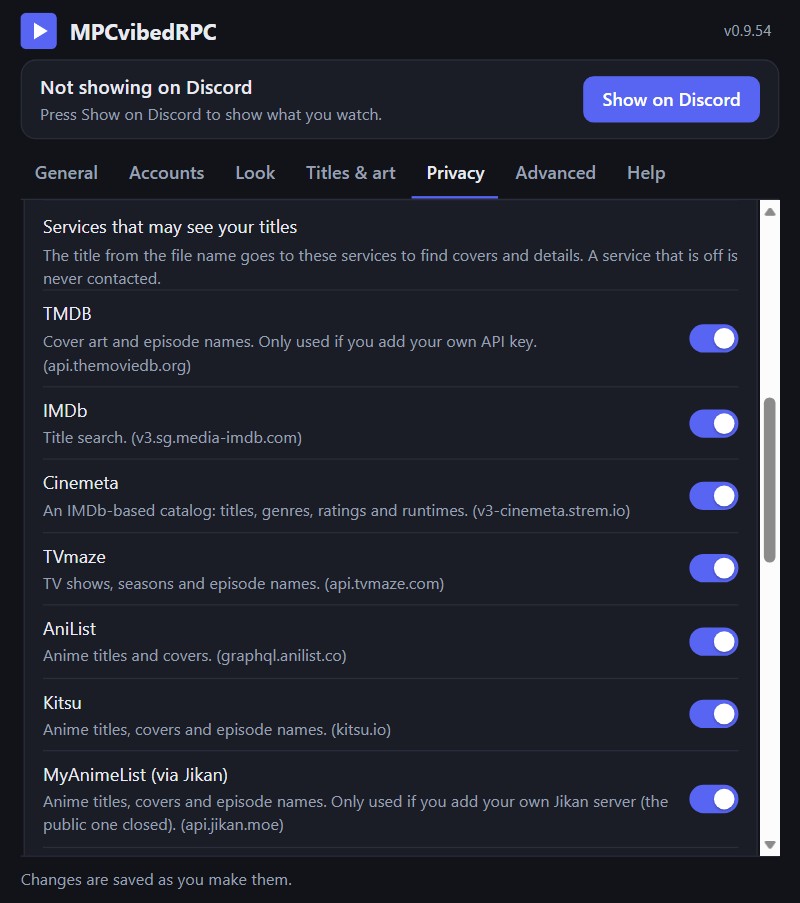 MPCvibedRPC
v0.9.54
Not showing on Discord
Press Show on Discord to show what you watch.
Show on Discord
General
Accounts
Look
Titles & art
Privacy
Advanced
Help
Services that may see your titles
The title from the file name goes to these services to find covers and details. A service that is off is
never contacted.
TMDB
Cover art and episode names. Only used if you add your own API key.
(api.themoviedb.org)
IMDb
Title search. (v3.sg.media-imdb.com)
Cinemeta
An IMDb-based catalog: titles, genres, ratings and runtimes. (v3-cinemeta.strem.io)
TVmaze
TV shows, seasons and episode names. (api.tvmaze.com)
AniList
Anime titles and covers. (graphql.anilist.co)
Kitsu
Anime titles, covers and episode names. (kitsu.io)
MyAnimeList (via Jikan)
Anime titles, covers and episode names. Only used if you add your own Jikan server (the
public one closed). (api.jikan.moe)
Changes are saved as you make them.